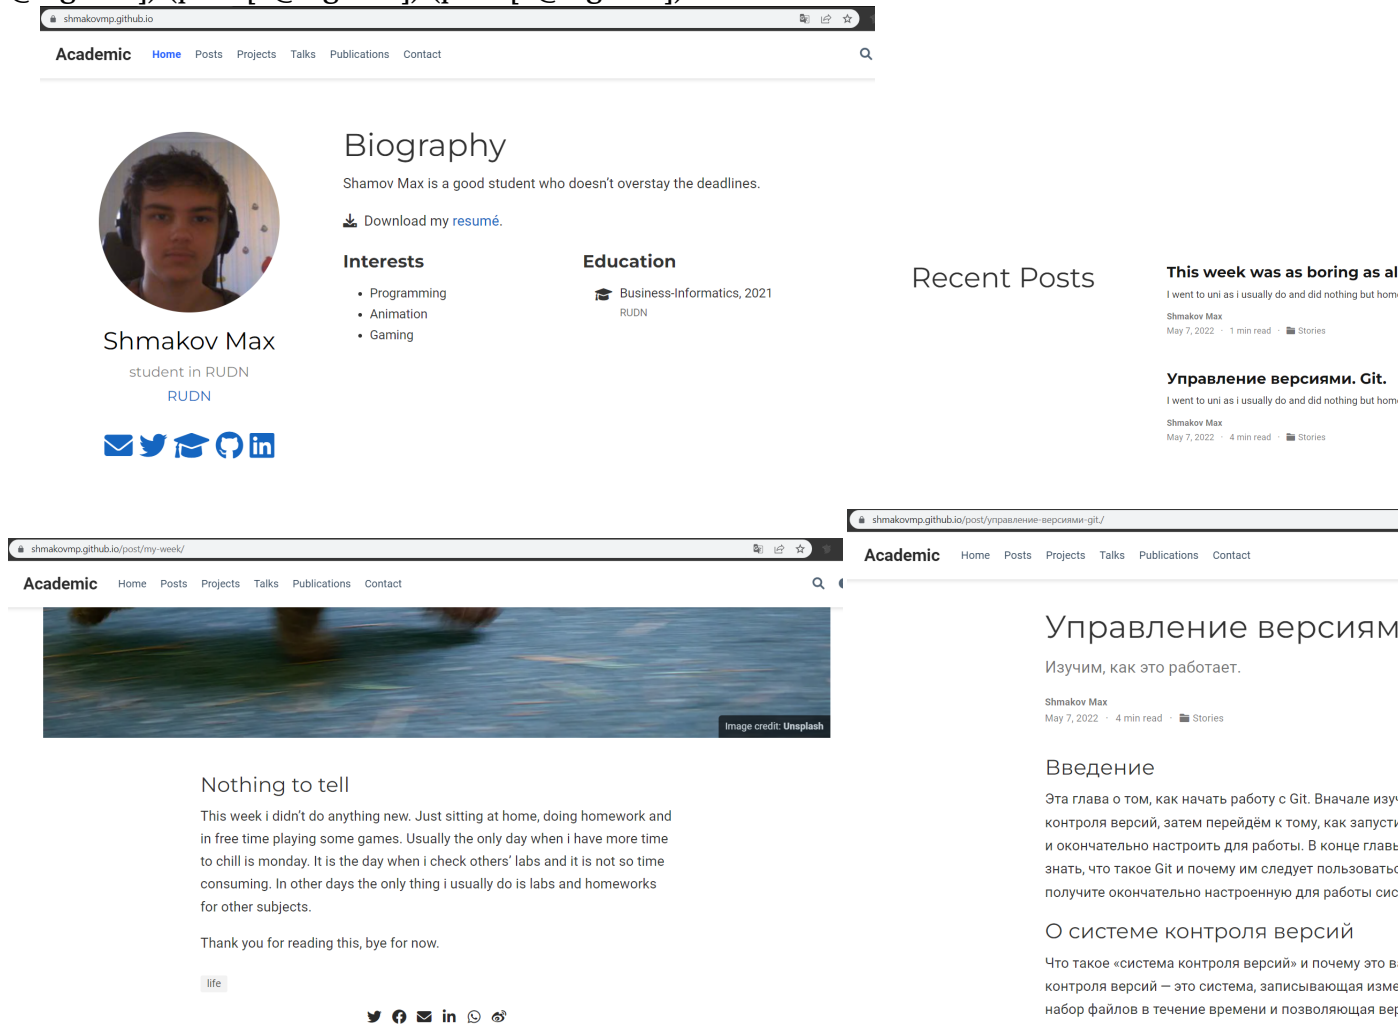 shmakovmp.github.io
Academic Home Posts Projects Talks Publications Contact
Biography
Shamov Max is a good student who doesn't overstay the deadlines.
Download my resumé.
Interests
Programming
Animation
Gaming
Education
Business-Informatics, 2021
RUDN
Shmakov Max
student in RUDN
RUDN
Recent Posts
This week was as boring as al
I went to uni as i usually do and did nothing but hom
Shmakov Max
May 7, 2022 · 1 min read · Stories
Управление версиями. Git.
I went to uni as i usually do and did nothing but hom
Shmakov Max
May 7, 2022 · 4 min read · Stories
shmakovmp.github.io/post/my-week/
Academic Home Posts Projects Talks Publications Contact
Image credit: Unsplash
Nothing to tell
This week i didn't do anything new. Just sitting at home, doing homework and
in free time playing some games. Usually the only day when i have more time
to chill is monday. It is the day when i check others' labs and it is not so time
consuming. In other days the only thing i usually do is labs and homeworks
for other subjects.
Thank you for reading this, bye for now.
life
shmakovmp.github.io/post/управление-версиями-git./
Academic Home Posts Projects Talks Publications Contact
Управление версиям
Изучим, как это работает.
Shmakov Max
May 7, 2022 · 4 min read · Stories
Введение
Эта глава о том, как начать работу с Git. Вначале изу
контроля версий, затем перейдём к тому, как запуст
и окончательно настроить для работы. В конце глав
знать, что такое Git и почему им следует пользоватьс
получите окончательно настроенную для работы сис
О системе контроля версий
Что такое «система контроля версий» и почему это в
контроля версий — это система, записывающая изме
набор файлов в течение времени и позволяющая вер